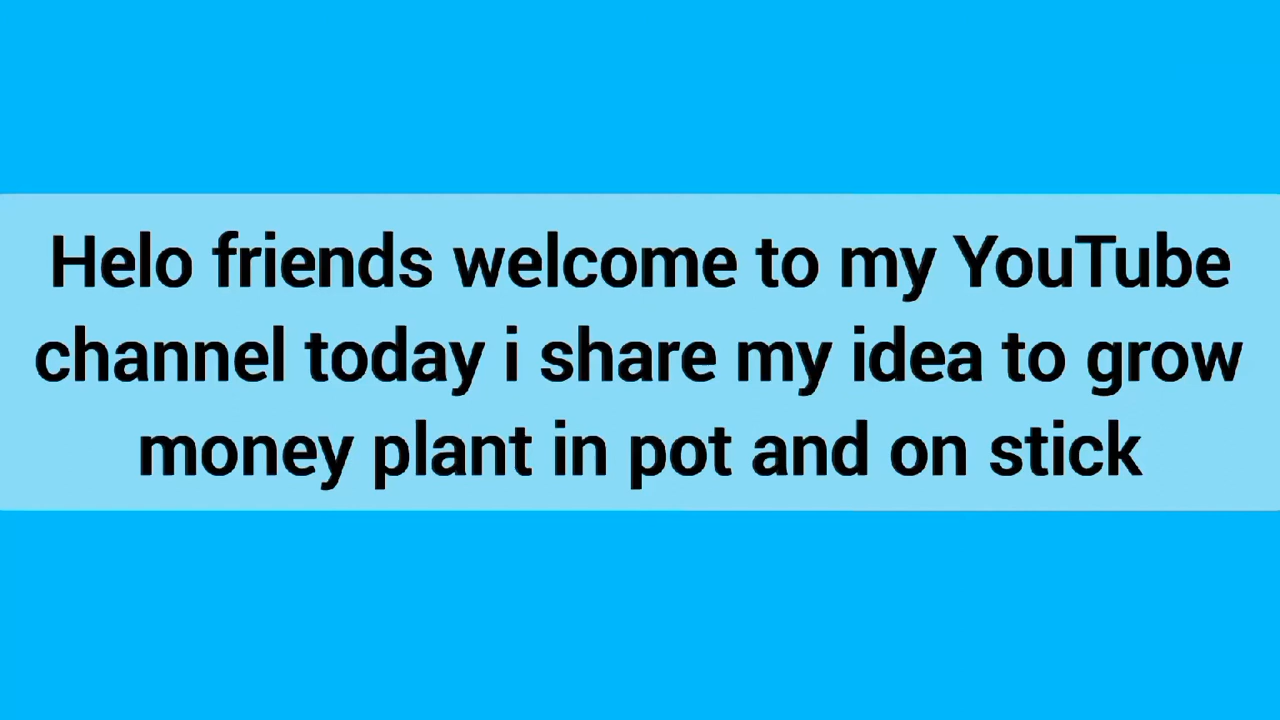 Helo friends welcome to my YouTube
channel today i share my idea to grow
money plant in pot and on stick